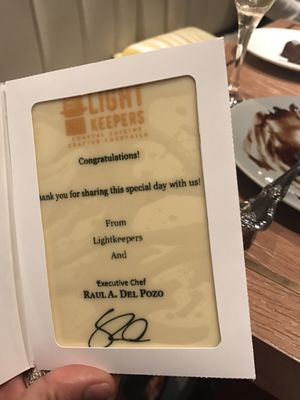 LIGHT
KEEPERS
COASTAL CUISINE
CRAFTED COCKTAILS
Congratulations!
hank you for sharing this special day with us!
From
Lightkeepers
And
Executive Chef
RAUL A. DEL POZO